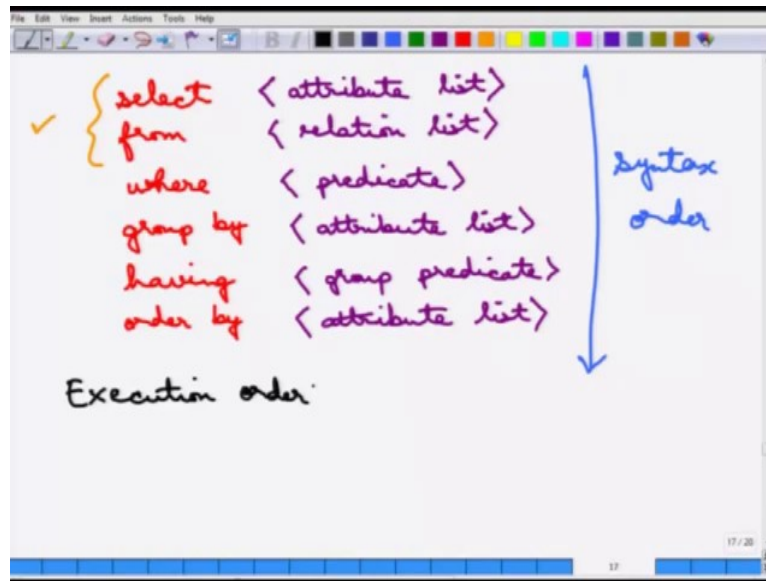 File Edit View Insert Actions Tools Help
B I
select < attribute list>
from < relation list>
where < predicate>
group by < attribute list>
having < group predicate>
order by < attribute list>
syntax
order
Execution order
17 / 20
17